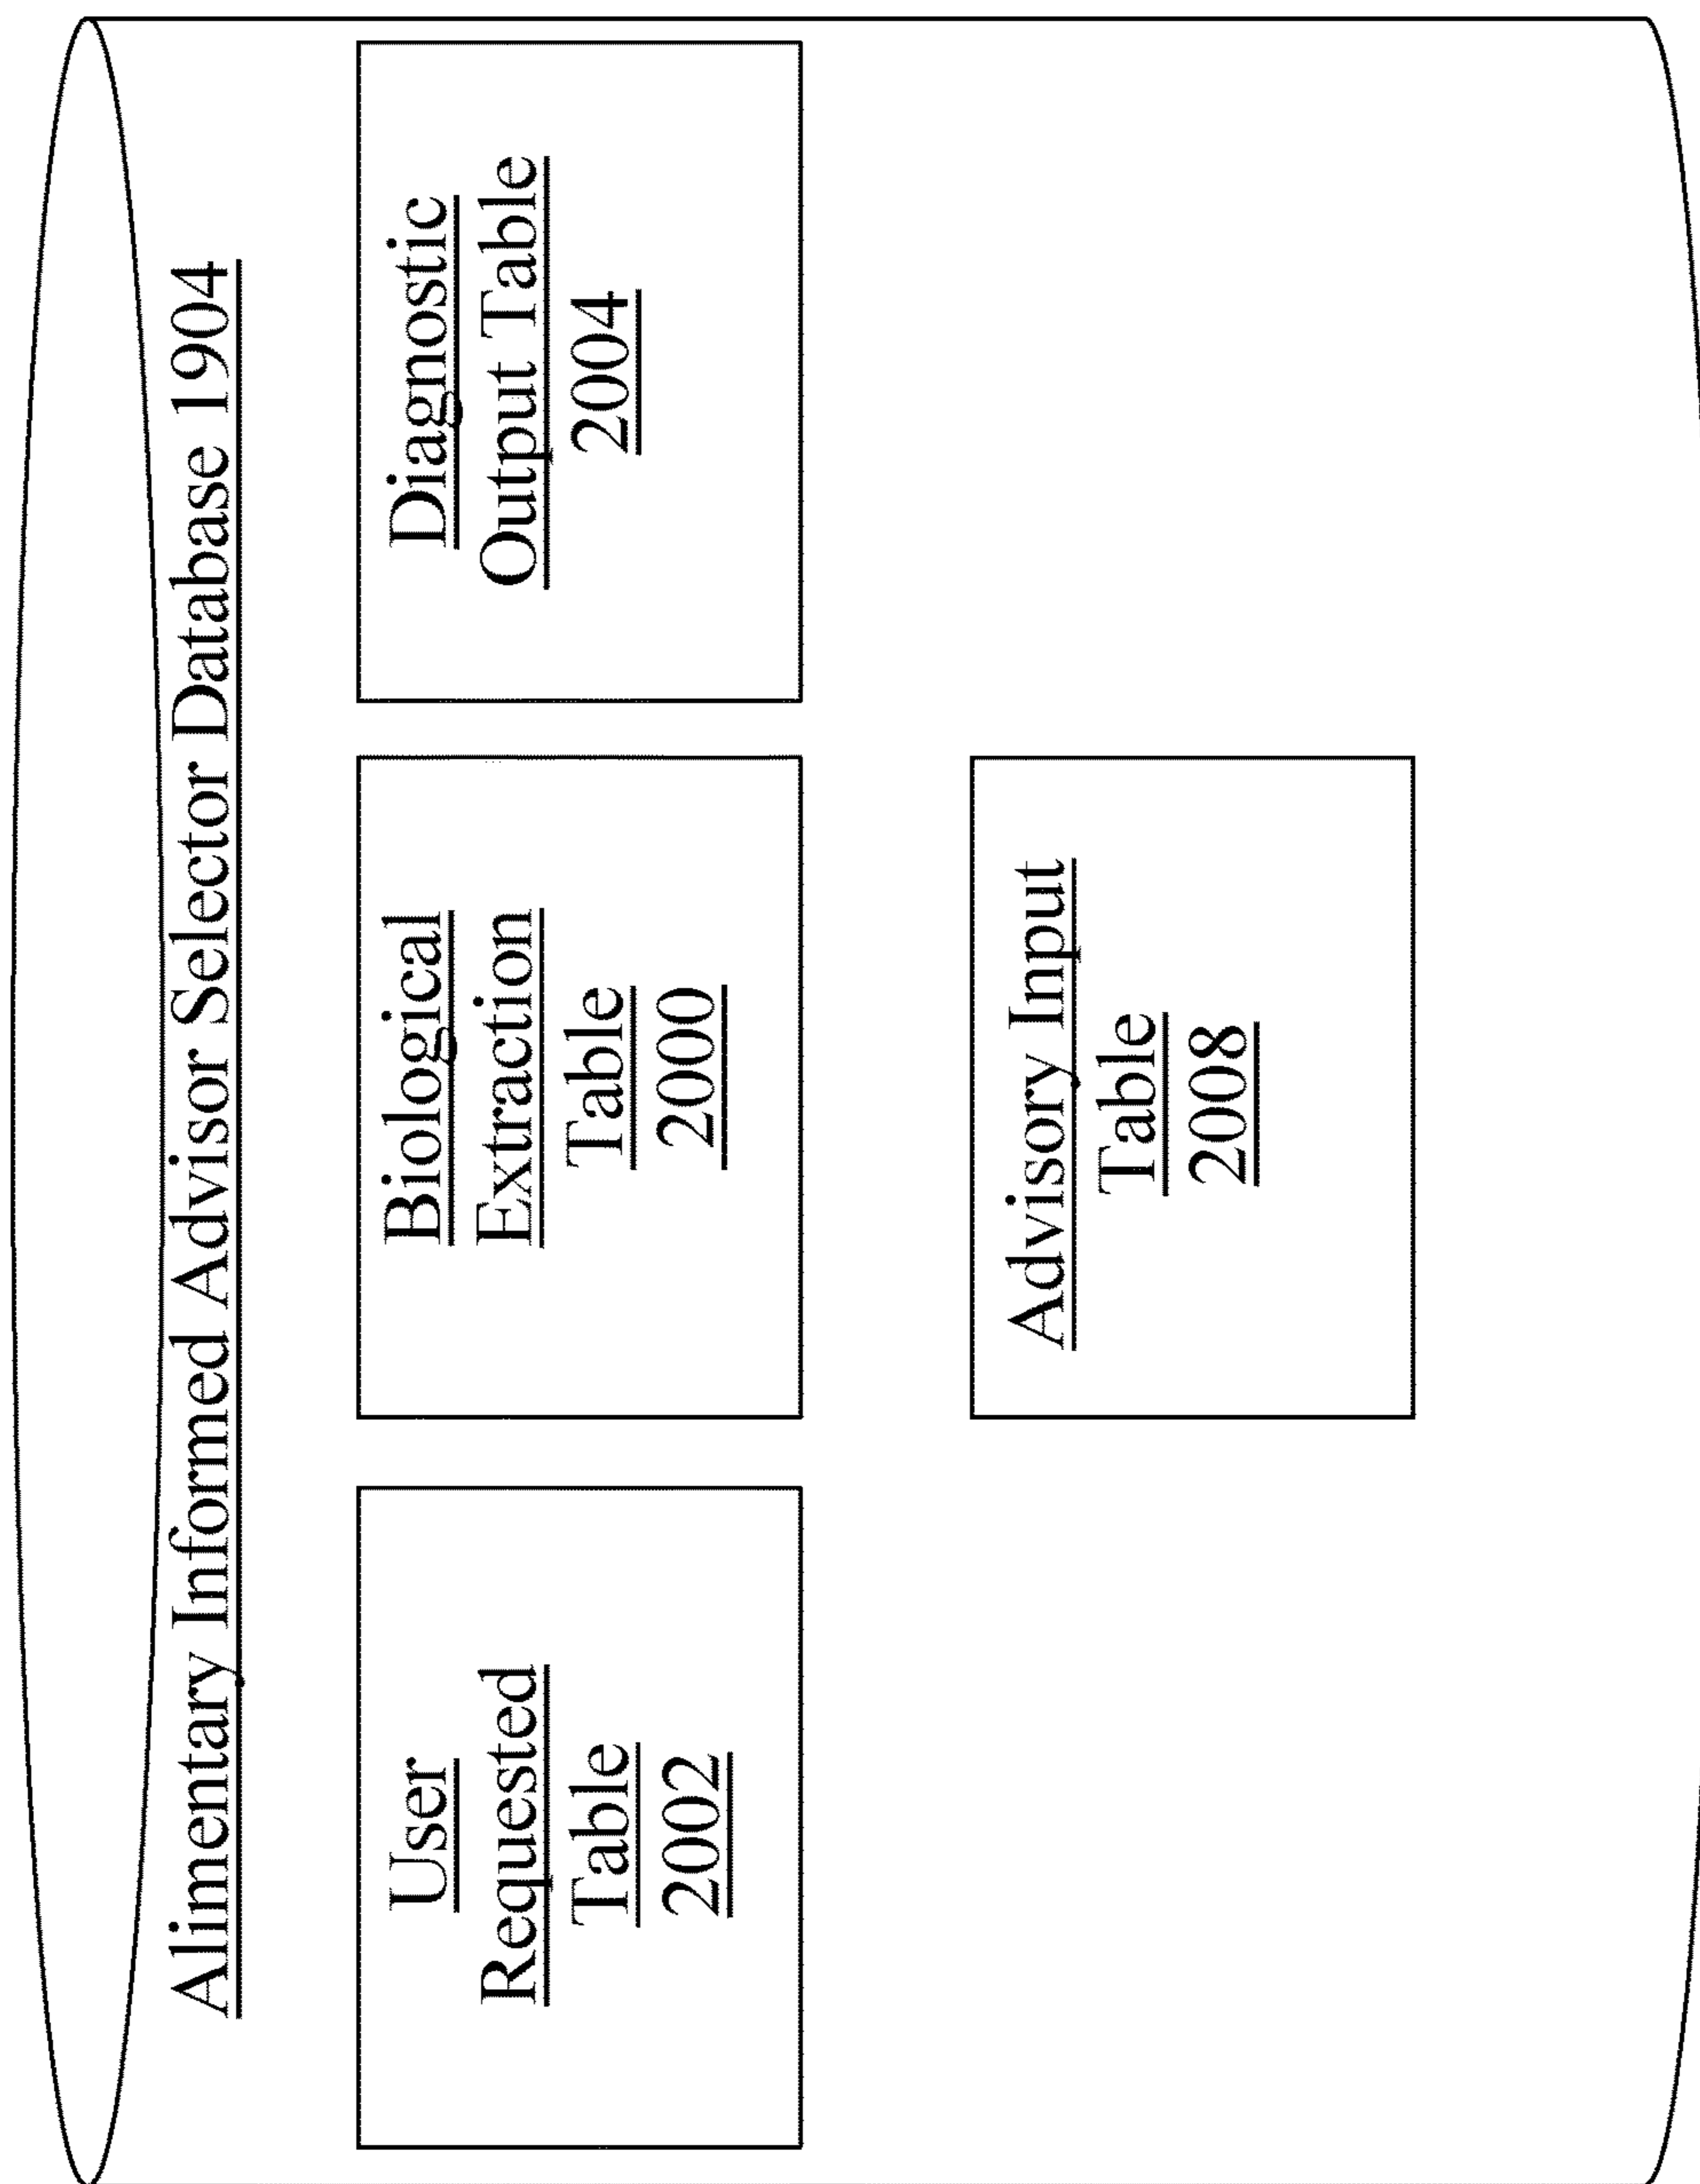 Alimentary Informed Advisor Selector Database 1904
User
Requested
Table
2002
Biological
Extraction
Table
2000
Diagnostic
Output Table
2004
Advisory Input
Table
2008